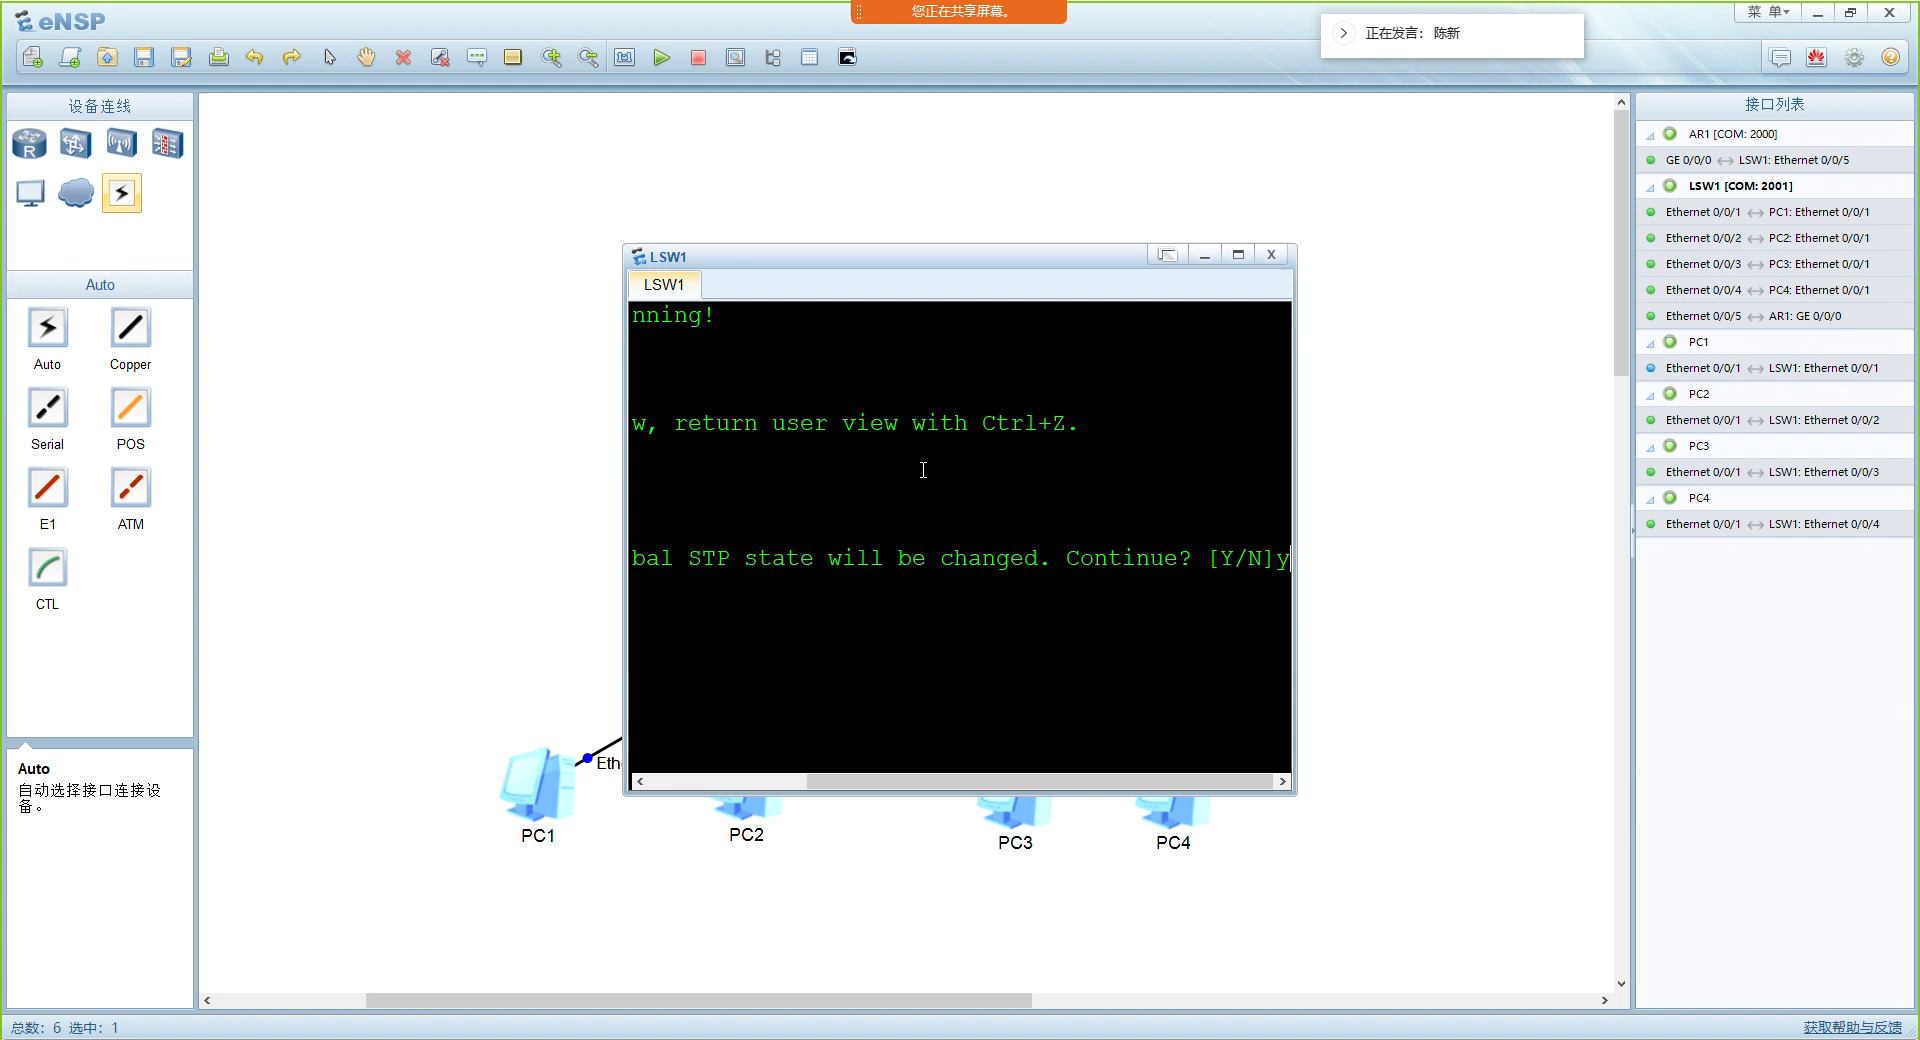 eNSP
您正在共享屏幕。
正在发言: 陈新
菜 单
设备连线
Auto
Auto
Copper
Serial
POS
E1
ATM
CTL
Auto
自动选择接口连接设
备。
LSW1
LSW1
nning!
w, return user view with Ctrl+Z.
bal STP state will be changed. Continue? [Y/N]y
Eth
PC1
PC2
PC3
PC4
接口列表
AR1 [COM: 2000]
GE 0/0/0 LSW1: Ethernet 0/0/5
LSW1 [COM: 2001]
Ethernet 0/0/1 PC1: Ethernet 0/0/1
Ethernet 0/0/2 PC2: Ethernet 0/0/1
Ethernet 0/0/3 PC3: Ethernet 0/0/1
Ethernet 0/0/4 PC4: Ethernet 0/0/1
Ethernet 0/0/5 AR1: GE 0/0/0
PC1
Ethernet 0/0/1 LSW1: Ethernet 0/0/1
PC2
Ethernet 0/0/1 LSW1: Ethernet 0/0/2
PC3
Ethernet 0/0/1 LSW1: Ethernet 0/0/3
PC4
Ethernet 0/0/1 LSW1: Ethernet 0/0/4
总数: 6 选中: 1
获取帮助与反馈